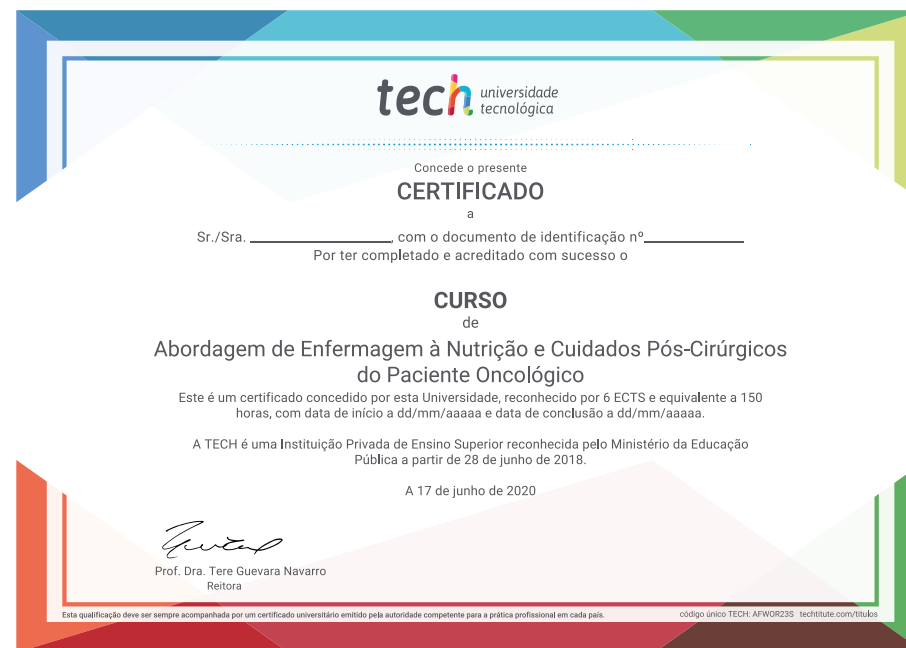 tech universidade
tecnológica
Concede o presente
CERTIFICADO
a
Sr./Sra. ____________________, com o documento de identificação nº______________
Por ter completado e acreditado com sucesso o
CURSO
de
Abordagem de Enfermagem à Nutrição e Cuidados Pós-Cirúrgicos
do Paciente Oncológico
Este é um certificado concedido por esta Universidade, reconhecido por 6 ECTS e equivalente a 150
horas, com data de início a dd/mm/aaaaa e data de conclusão a dd/mm/aaaaa.
A TECH é uma Instituição Privada de Ensino Superior reconhecida pelo Ministério da Educação
Pública a partir de 28 de junho de 2018.
A 17 de junho de 2020
Prof. Dra. Tere Guevara Navarro
Reitora
Esta qualificação deve ser sempre acompanhada por um certificado universitário emitido pela autoridade competente para a prática profissional em cada país. código único TECH: AFWOR23S techtitute.com/titulos